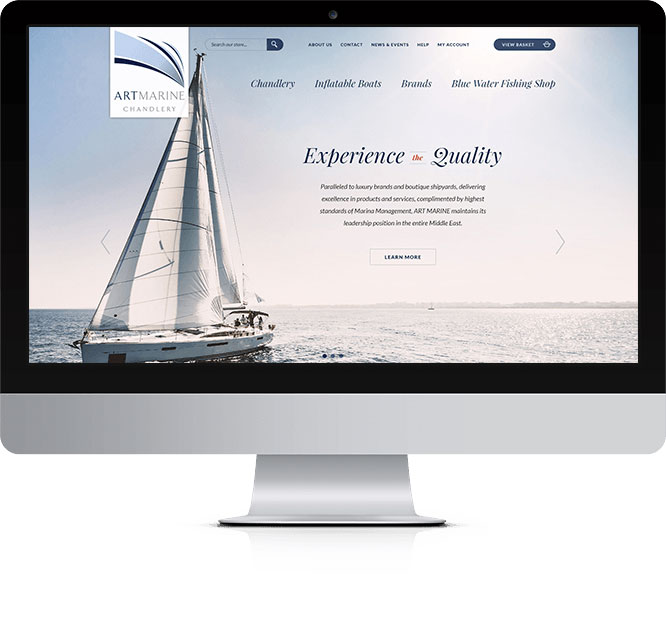 ARTMARINE
CHANDLERY
Search our store...
ABOUT US CONTACT NEWS & EVENTS HELP MY ACCOUNT
VIEW BASKET
Chandlery Inflatable Boats Brands Blue Water Fishing Shop
Experience the Quality
Paralleled to luxury brands and boutique shipyards, delivering
excellence in products and services, complimented by highest
standards of Marina Management, ART MARINE maintains its
leadership position in the entire Middle East.
LEARN MORE